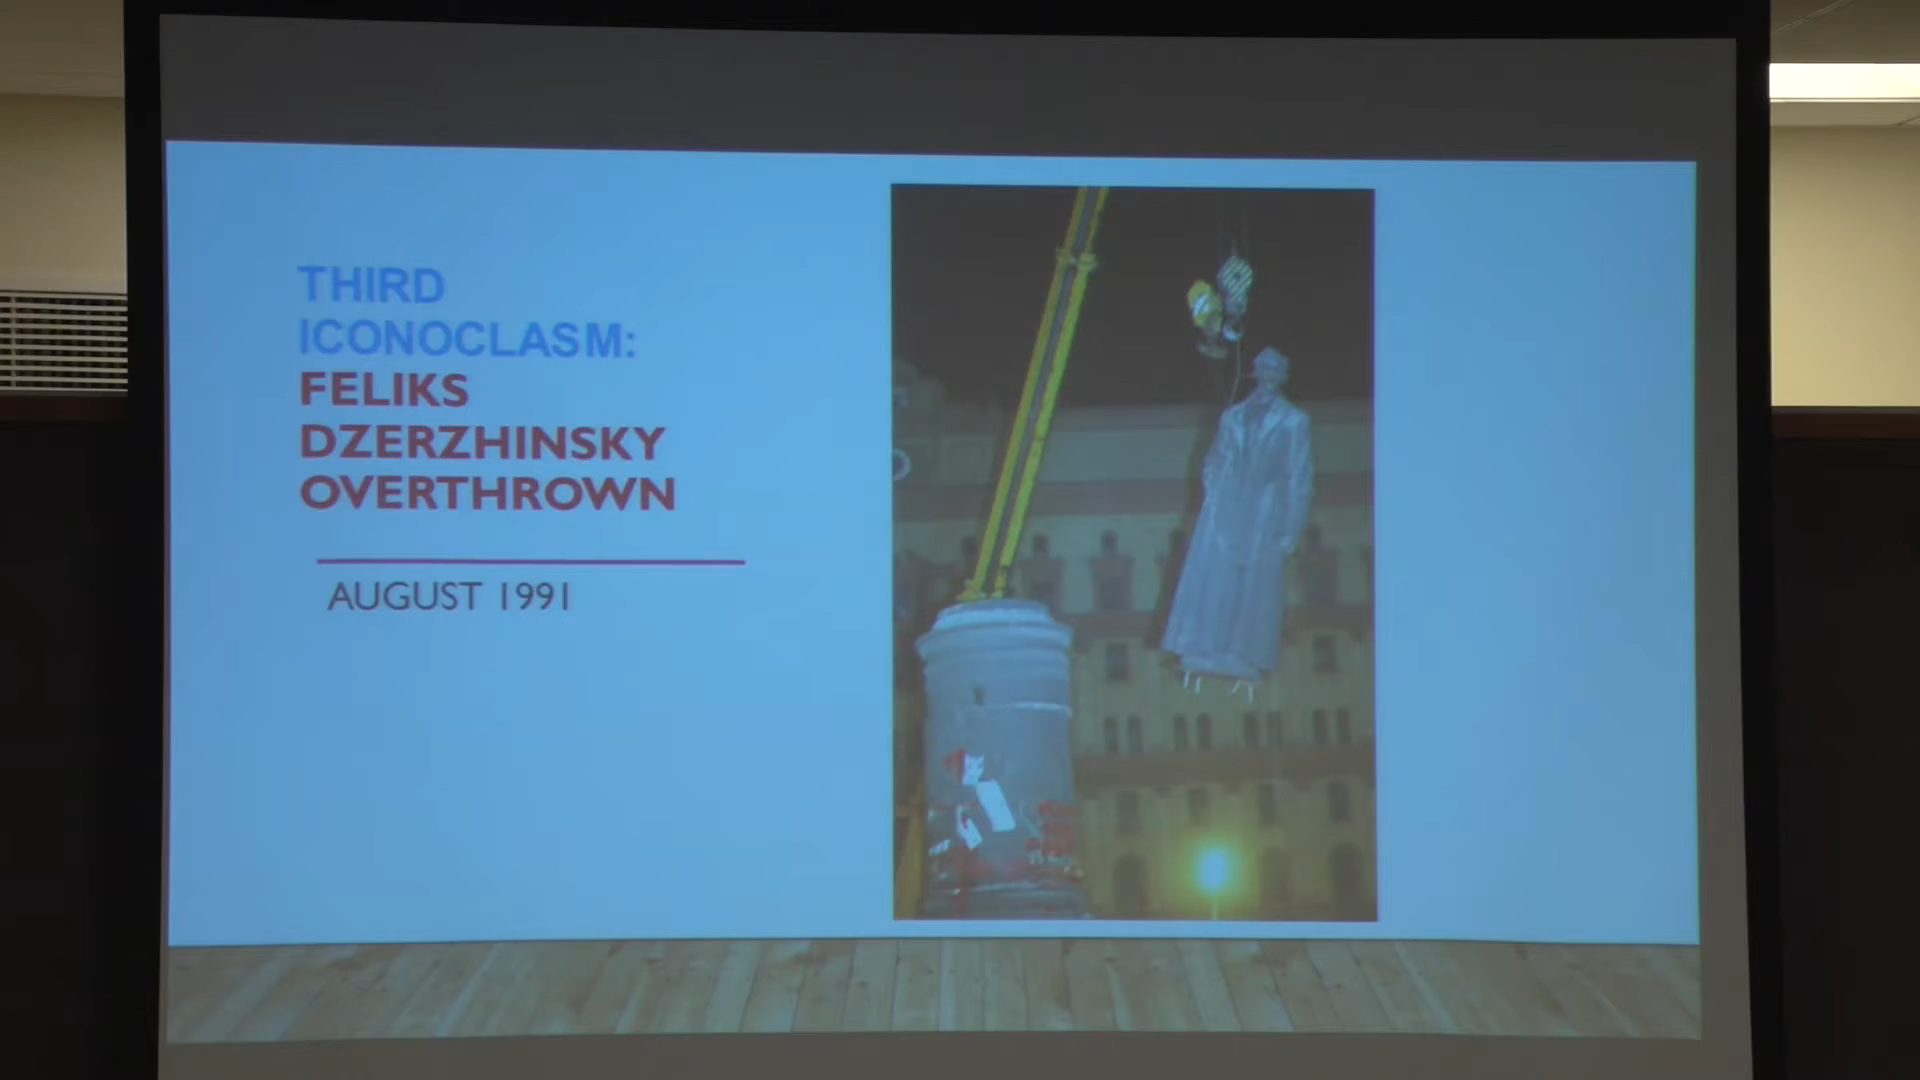 THIRD
ICONOCLASM:
FELIKS
DZERZHINSKY
OVERTHROWN
AUGUST 1991